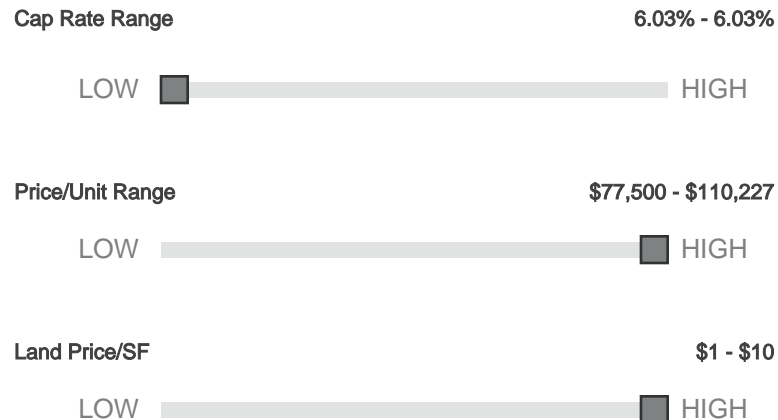 Cap Rate Range 6.03% - 6.03%
LOW HIGH
Price/Unit Range $77,500 - $110,227
LOW HIGH
Land Price/SF $1 - $10
LOW HIGH